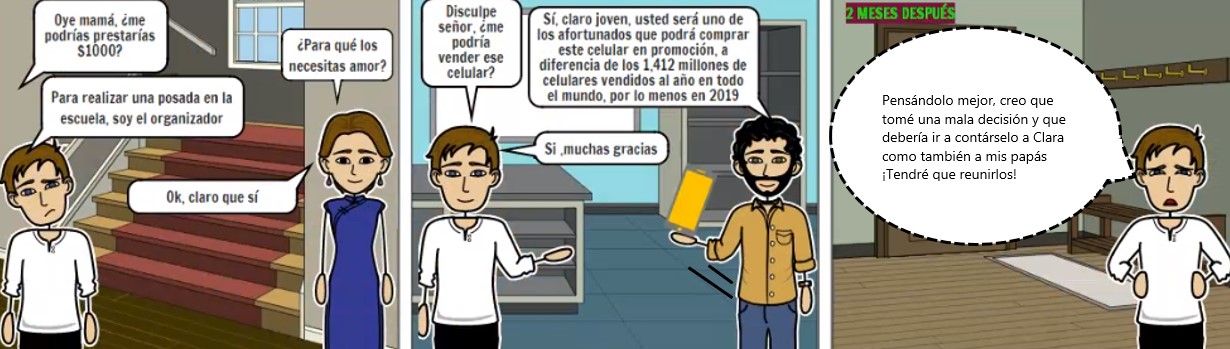 Oye mamá, ¿me
podrías prestarías
$1000?
¿Para qué los
necesitas amor?
Para realizar una posada en la
escuela, soy el organizador
Ok, claro que sí
Disculpe
señor, ¿me
podría
vender ese
celular?
Sí, claro joven, usted será uno de
los afortunados que podrá comprar
este celular en promoción, a
diferencia de los 1,412 millones de
celulares vendidos al año en todo
el mundo, por lo menos en 2019
Si ,muchas gracias
2 MESES DESPUÉS
Pensándolo mejor, creo que
tomé una mala decisión y que
debería ir a contárselo a Clara
como también a mis papás
¡Tendré que reunirlos!